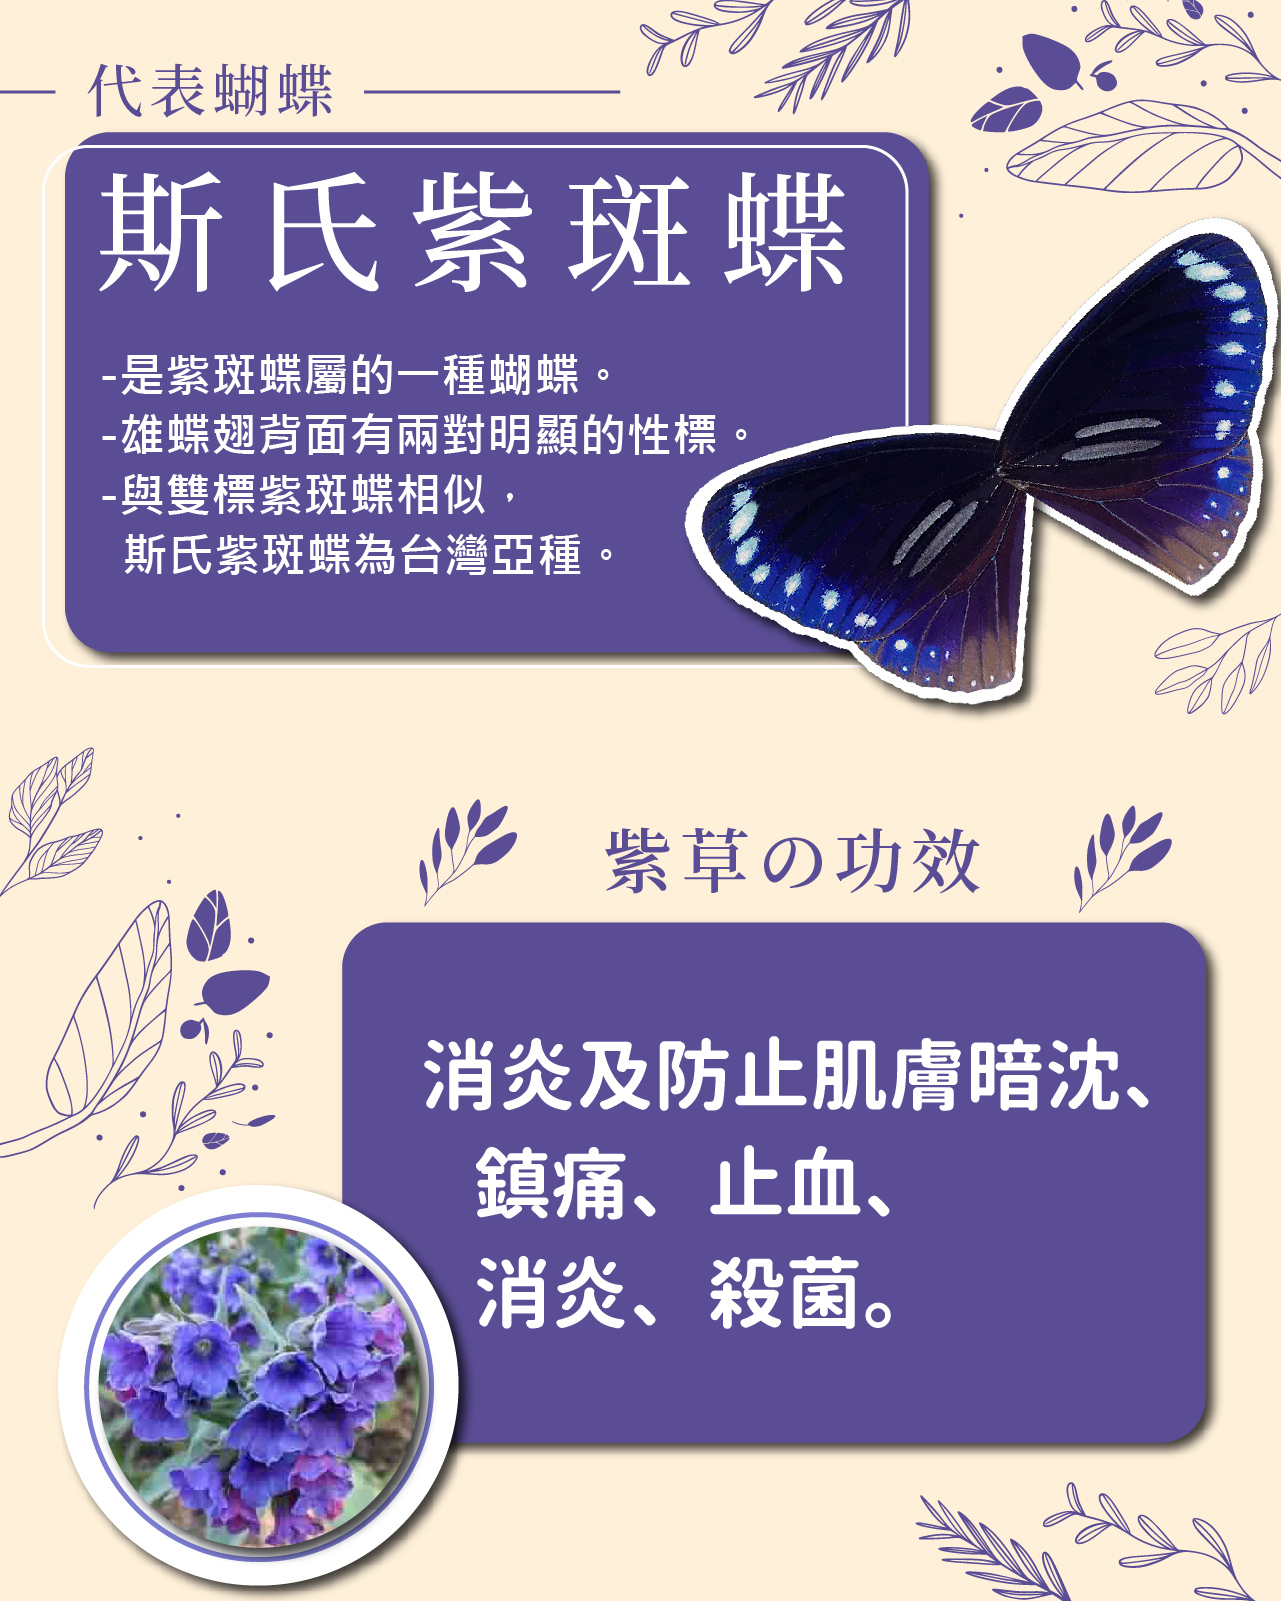 代表蝴蝶
斯氏紫斑蝶
-是紫斑蝶屬的一種蝴蝶。
-雄蝶翅背面有兩對明顯的性標。
-與雙標紫斑蝶相似，
斯氏紫斑蝶為台灣亞種。
紫草の功效
消炎及防止肌膚暗沈、
鎮痛、止血、
消炎、殺菌。